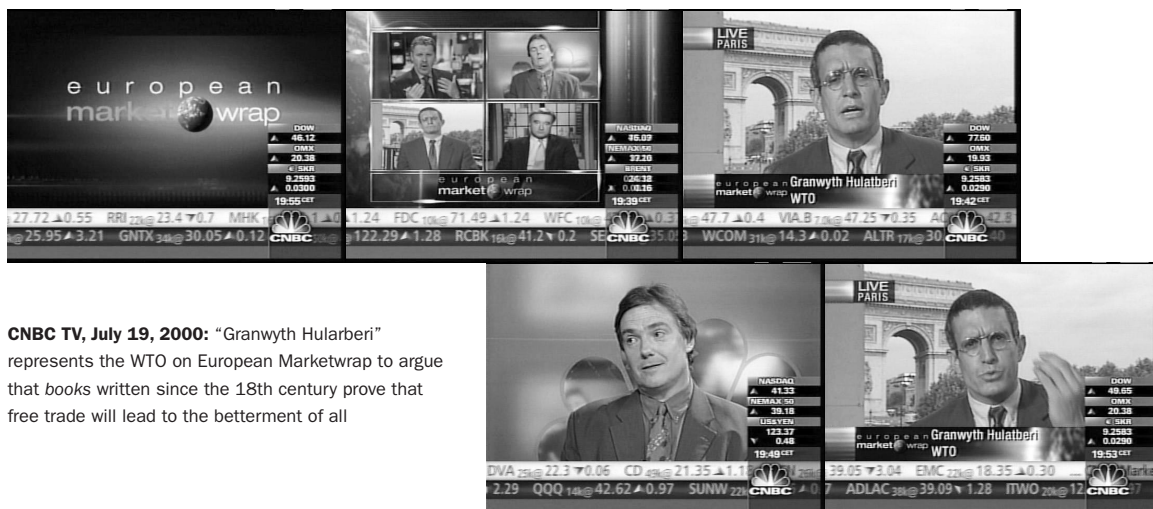 european
market wrap
DOW
46.12
OMX
20.38
€ SKR
9.2593
0.0300
19:55 CET
27.72 ▲0.55 RRI 22k@ 23.4 ▼0.7 MHK
25.95 ▲ 3.21 GNTX 34k@ 30.05 ▲ 0.12
CNBC
NASDAQ
NEMAX 50
BRENT
european
market wrap
19:39 CET
1.24 FDC 10k@ 71.49 ▲1.24 WFC 10k@
122.29 ▲ 1.28 RCBK 16k@ 41.2 ▼ 0.2
CNBC
LIVE
PARIS
DOW
77.60
OMX
19.93
€ SKR
9.2583
0.0290
european
market wrap
Granwyth Hulatberi
WTO
19:42 CET
47.7 ▲0.4 VIA.B 7.0k@ 47.25 ▼0.35
WCOM 31k@ 14.3 ▲ 0.02 ALTR 17k@ 30
CNBC
CNBC TV, July 19, 2000: “Granwyth Hularberi”
represents the WTO on European Marketwrap to argue
that books written since the 18th century prove that
free trade will lead to the betterment of all
NASDAQ
41.33
NEMAX 50
39.18
US&YEN
123.37
0.48
19:49 CET
DVA 25k@ 22.3 ▼0.06 CD 49k@ 21.35
2.29 QQQ 14k@ 42.62 ▲ 0.97 SUNW 22k
CNBC
LIVE
PARIS
DOW
49.65
OMX
20.38
€ SKR
9.2583
0.0290
european
market wrap
Granwyth Hulatberi
WTO
19:53 CET
39.05 ▼3.04 EMC 22k@ 18.35 ▲0.30
ADLAC 38k@ 39.09 ▼ 1.28 ITWO 20k@ 12
CNBC